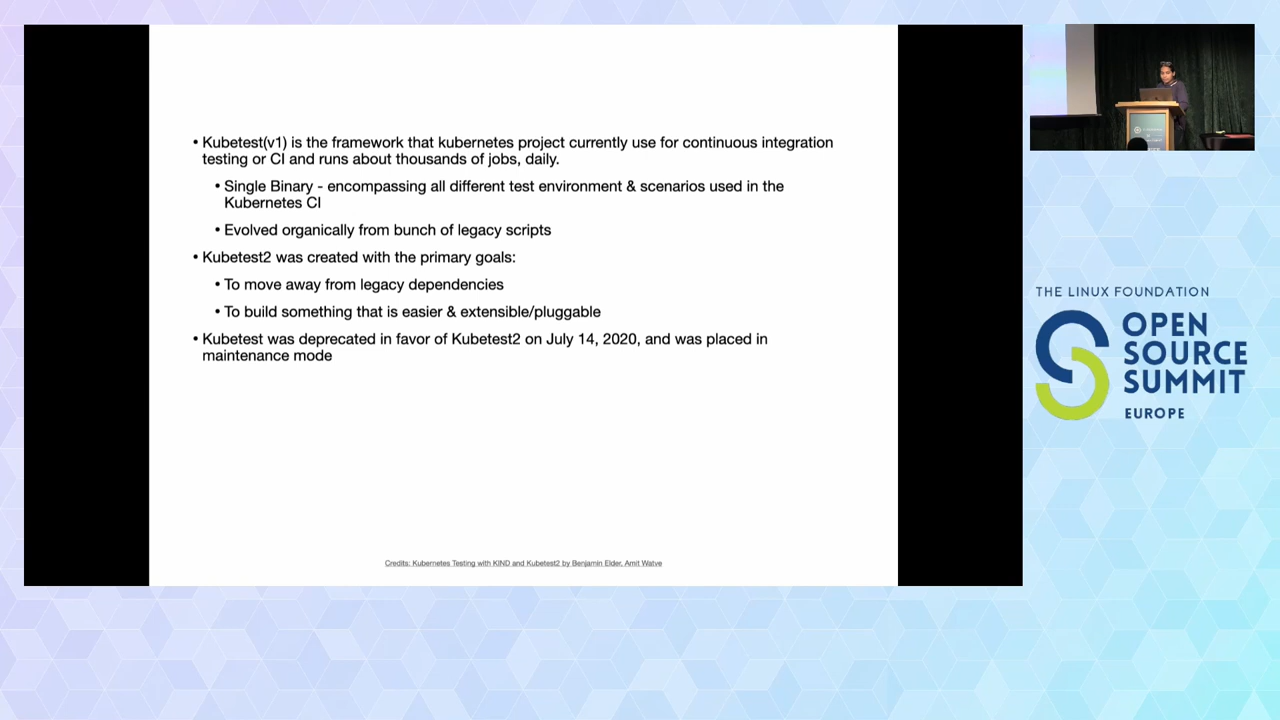 • Kubetest(v1) is the framework that kubernetes project currently use for continuous integration
testing or CI and runs about thousands of jobs, daily.
• Single Binary - encompassing all different test environment & scenarios used in the
Kubernetes CI
• Evolved organically from bunch of legacy scripts
• Kubetest2 was created with the primary goals:
• To move away from legacy dependencies
• To build something that is easier & extensible/pluggable
• Kubetest was deprecated in favor of Kubetest2 on July 14, 2020, and was placed in
maintenance mode
Credits: Kubernetes Testing with KIND and Kubetest2 by Benjamin Elder, Amit Watve
THE LINUX FOUNDATION
OPEN
SOURCE
SUMMIT
EUROPE